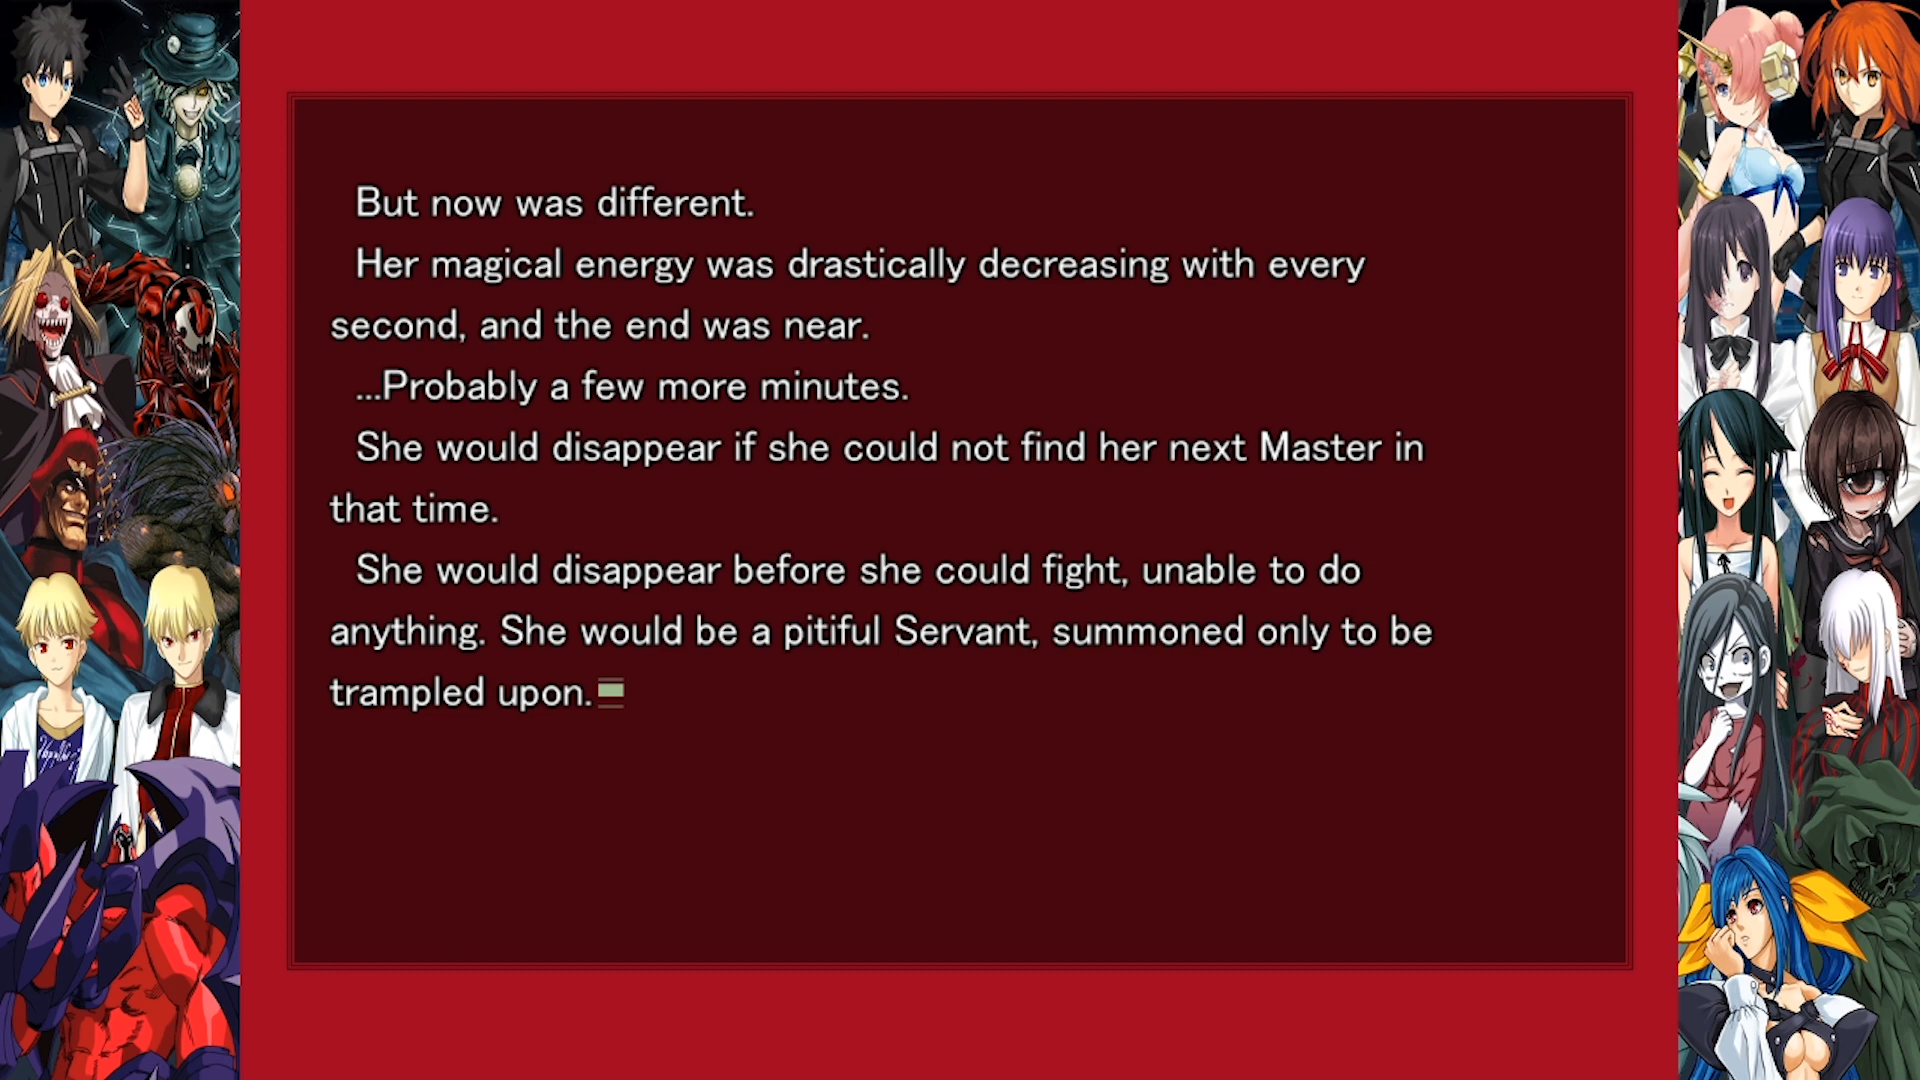 But now was different.
Her magical energy was drastically decreasing with every
second, and the end was near.
...Probably a few more minutes.
She would disappear if she could not find her next Master in
that time.
She would disappear before she could fight, unable to do
anything. She would be a pitiful Servant, summoned only to be
trampled upon.